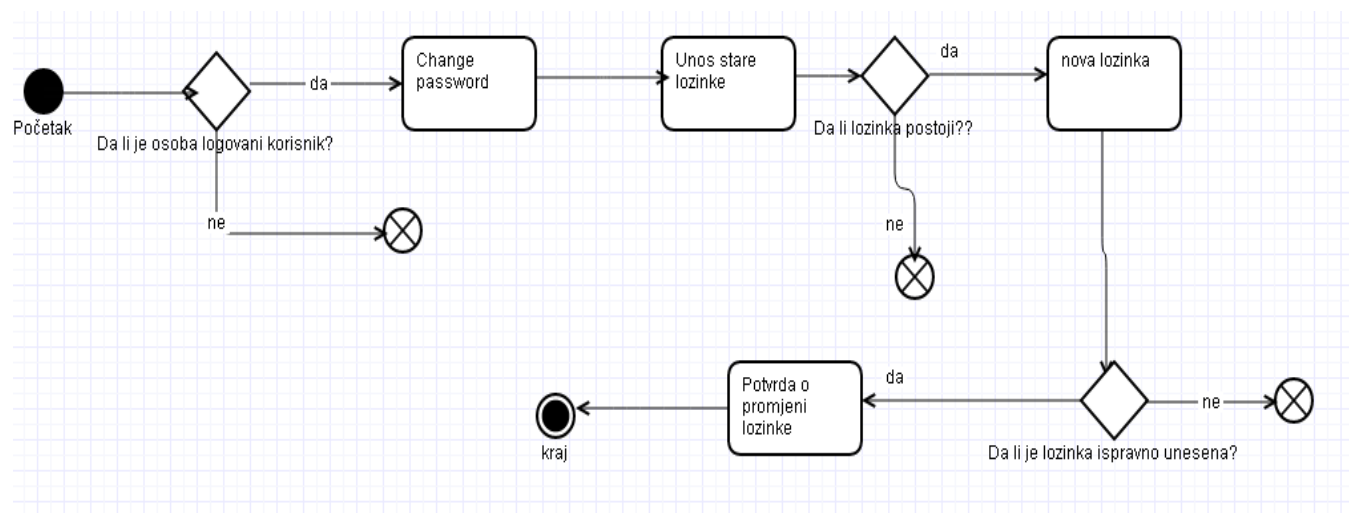 Početak
Da li je osoba logovani korisnik?
da
ne
Change
password
Unos stare
lozinke
Da li lozinka postoji??
da
ne
nova lozinka
Da li je lozinka ispravno unesena?
ne
da
Potvrda o
promjeni
lozinke
kraj